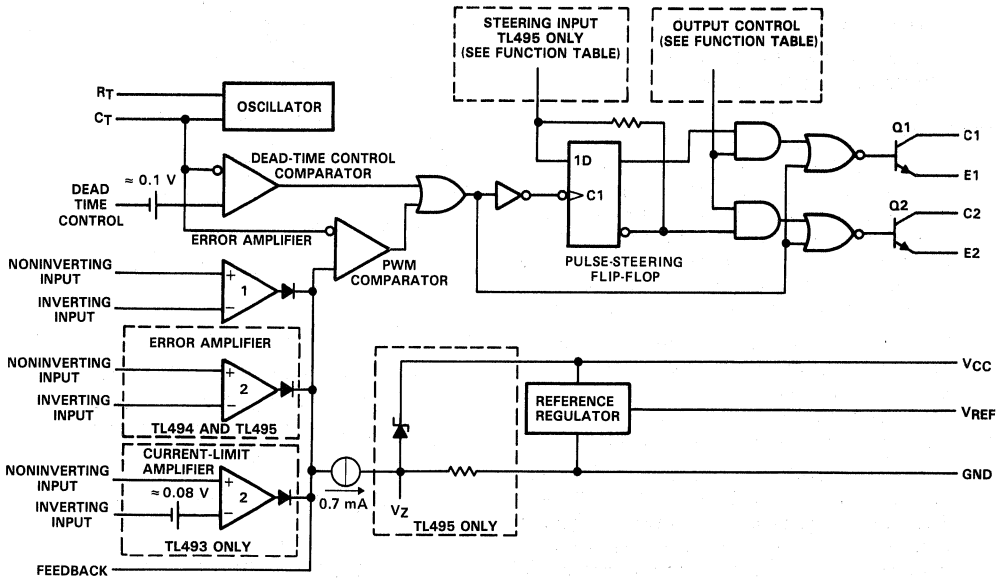 STEERING INPUT
TL495 ONLY
(SEE FUNCTION TABLE)
OUTPUT CONTROL
(SEE FUNCTION TABLE)
RT
OSCILLATOR
CT
DEAD-TIME CONTROL
COMPARATOR
≈ 0.1 V
DEAD
TIME
CONTROL
1D
C1
Q1
C1
E1
Q2
C2
E2
PULSE-STEERING
FLIP-FLOP
ERROR AMPLIFIER
PWM
COMPARATOR
NONINVERTING
INPUT
+
1
−
INVERTING
INPUT
ERROR AMPLIFIER
NONINVERTING
INPUT
+
2
−
INVERTING
INPUT
TL494 AND TL495
CURRENT-LIMIT
AMPLIFIER
NONINVERTING
INPUT
≈0.08 V
+
2
−
INVERTING
INPUT
TL493 ONLY
FEEDBACK
0.7 mA
VZ
TL495 ONLY
REFERENCE
REGULATOR
VCC
VREF
GND